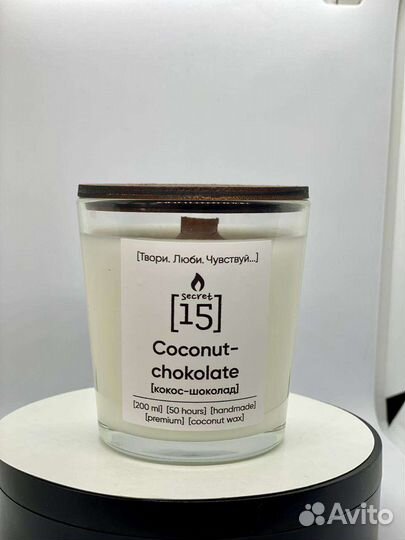 [Твори. Люби. Чувствуй...]
secret
[15]
Coconut-
chokolate
[кокос-шоколад]
[200 ml] [50 hours] [handmade]
[premium] [coconut wax]
Avito